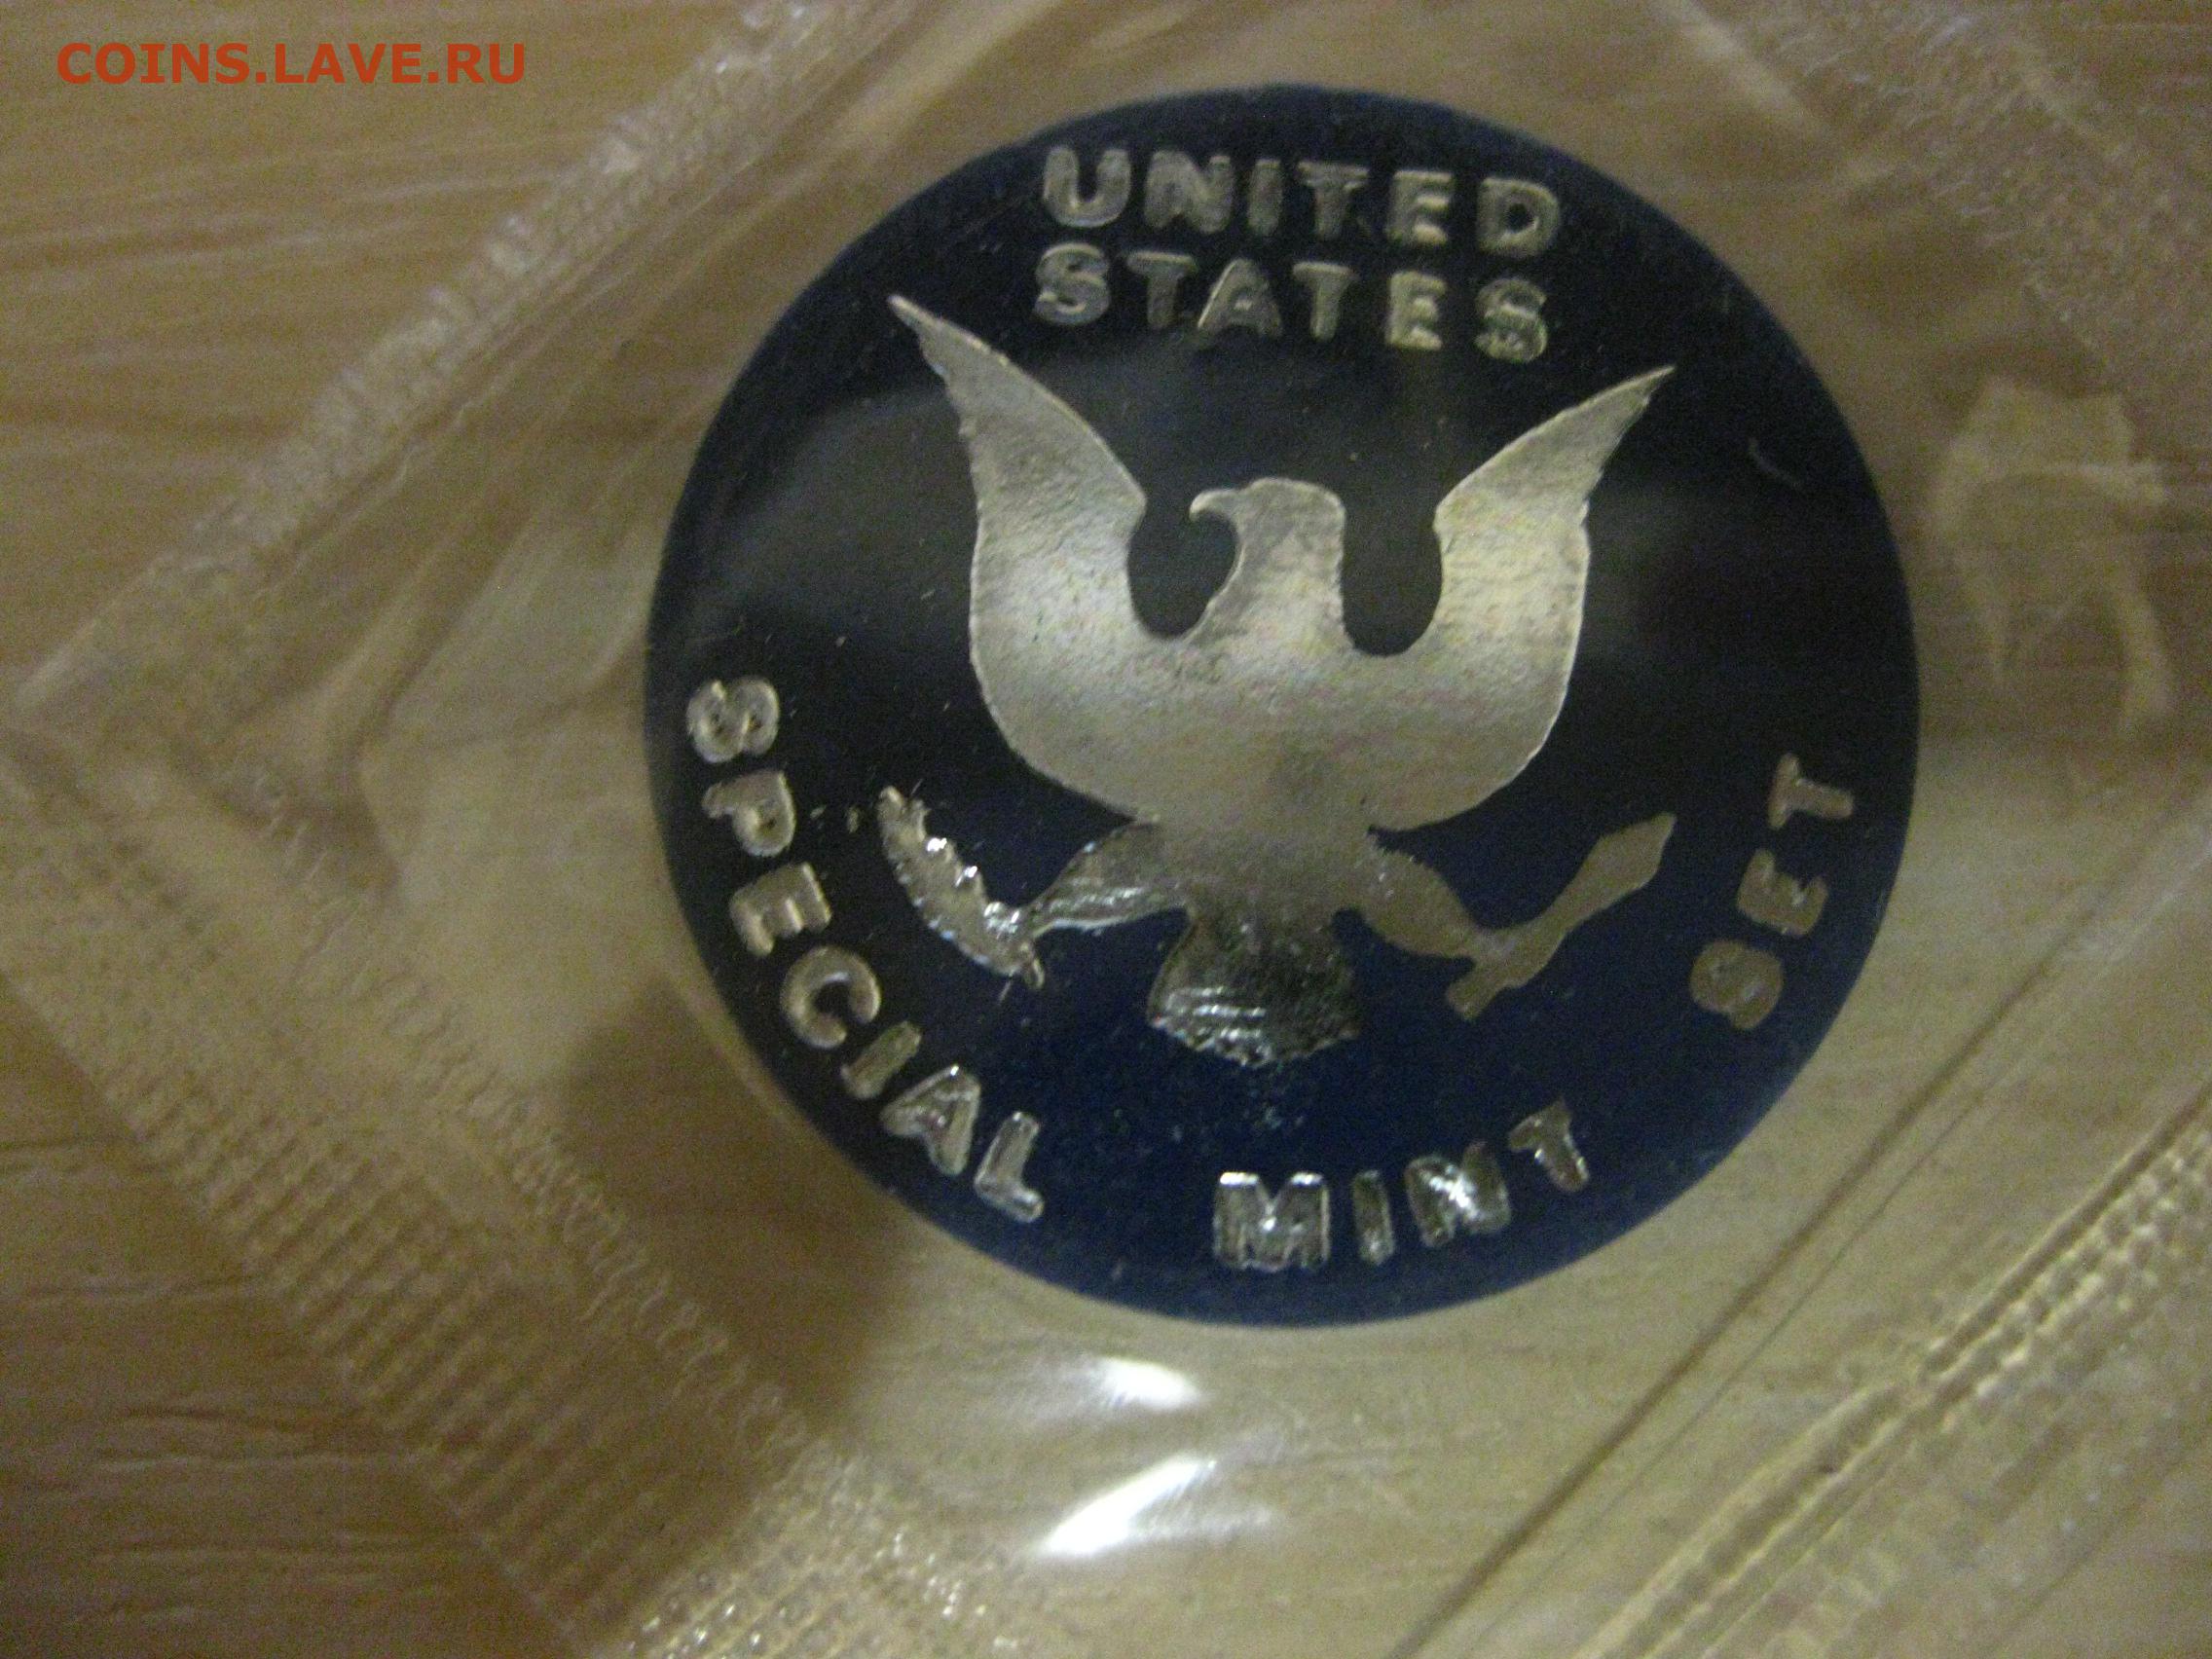 COINS.LAVE.RU
UNITED
STATES
SPECIAL MINT SET